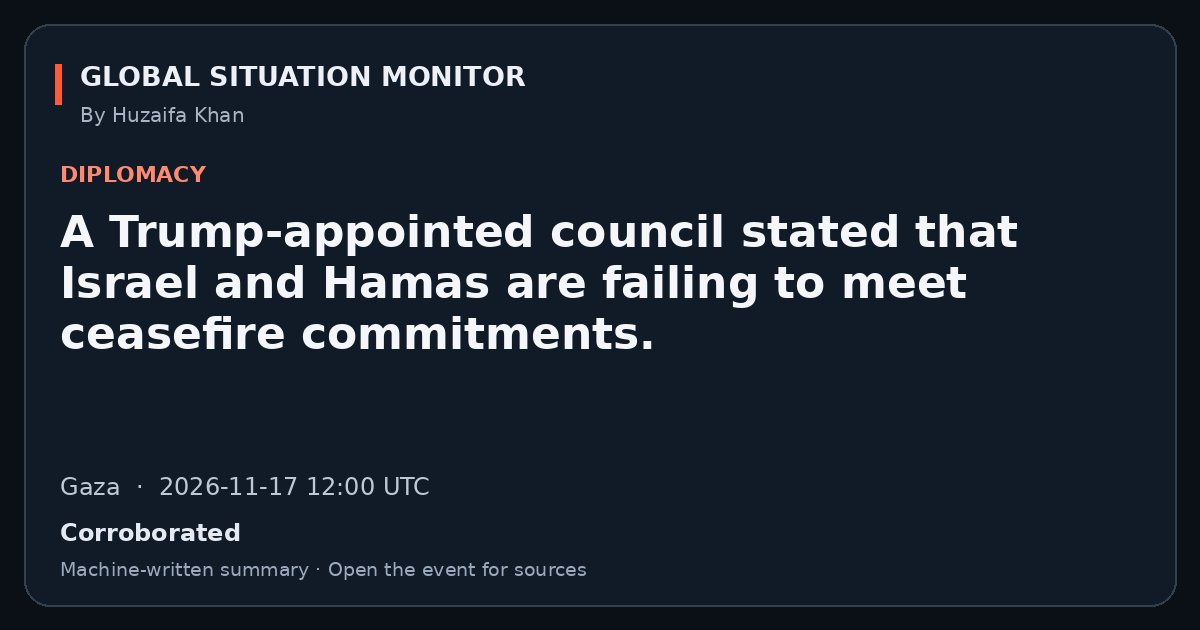 GLOBAL SITUATION MONITOR
By Huzaifa Khan
DIPLOMACY
A Trump-appointed council stated that
Israel and Hamas are failing to meet
ceasefire commitments.
Gaza · 2026-11-17 12:00 UTC
Corroborated
Machine-written summary · Open the event for sources